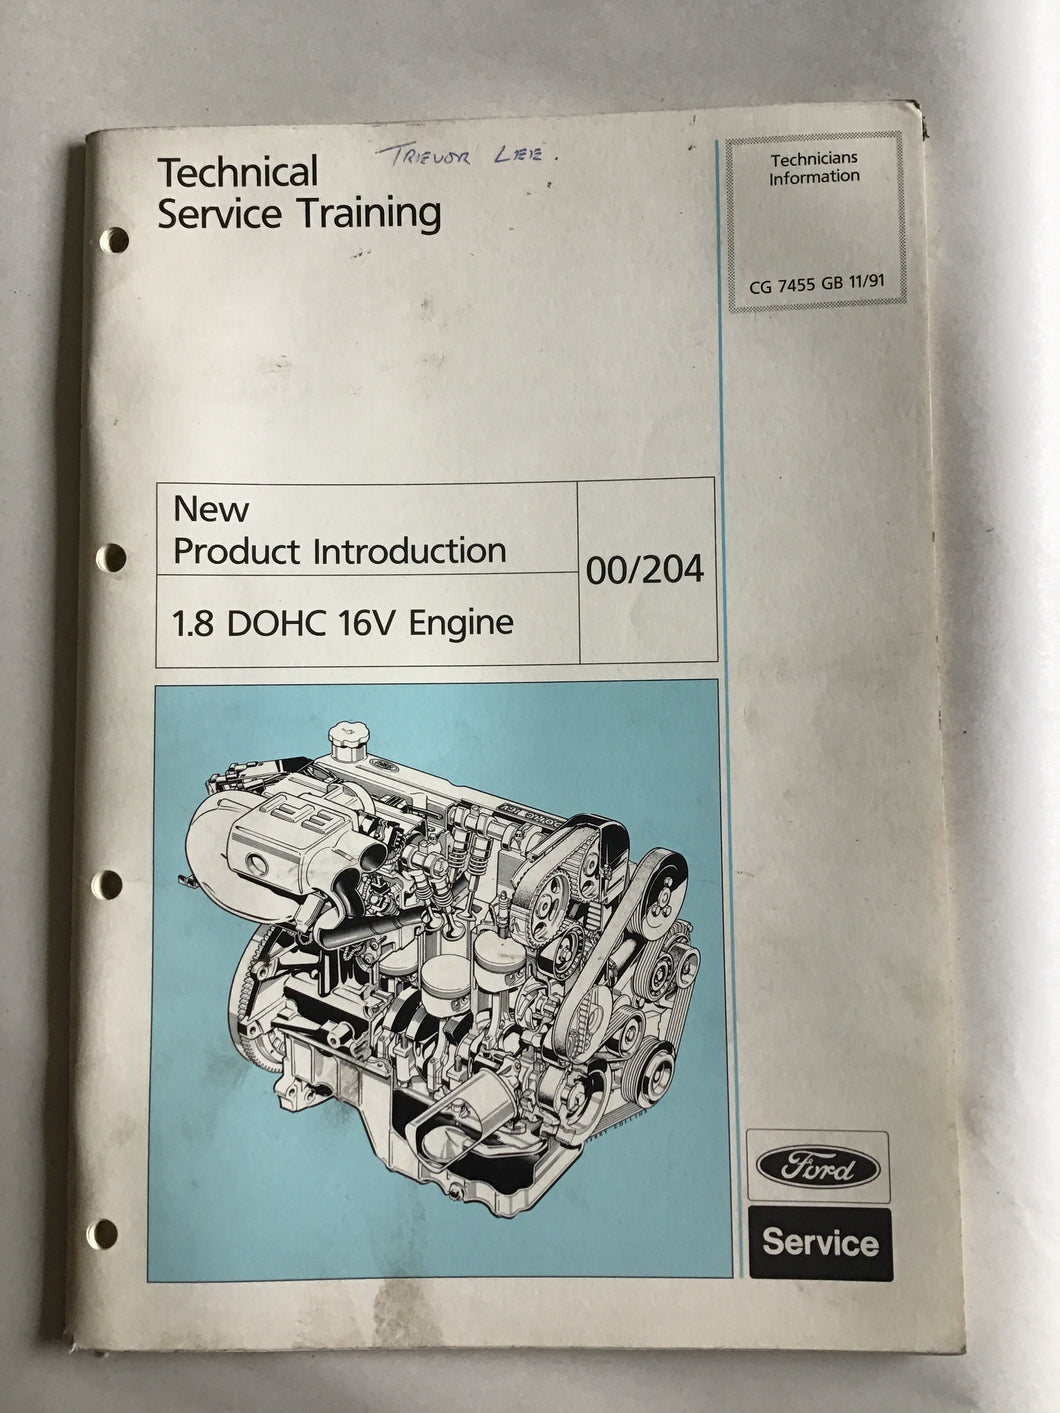 Technical
Service Training
TREVOR LEE.
Technicians
Information
CG 7455 GB 11/91
New
Product Introduction
00/204
1.8 DOHC 16V Engine
Ford
Service